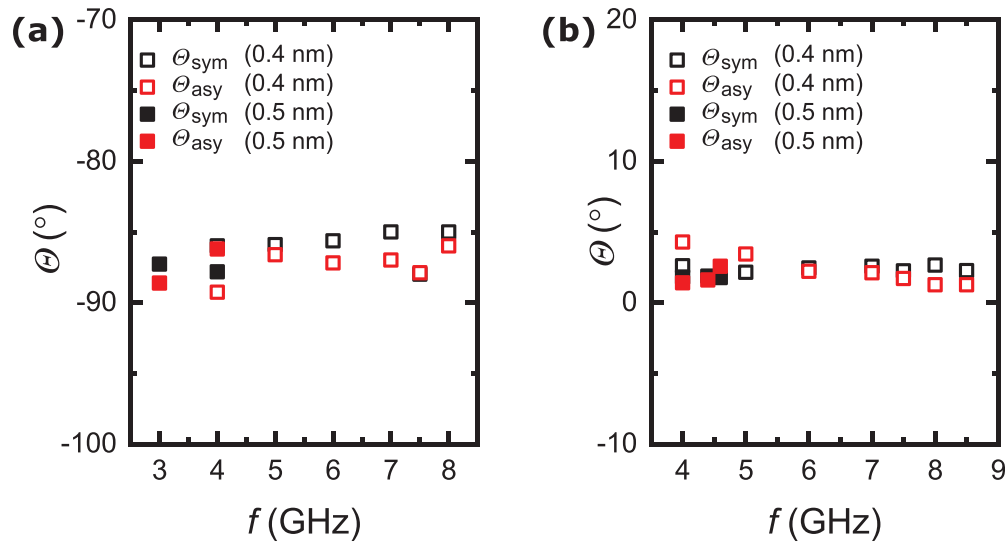 (a)
-70
-80
-90
-100
Θ (°)
Θsym (0.4 nm)
Θasy (0.4 nm)
Θsym (0.5 nm)
Θasy (0.5 nm)
3 4 5 6 7 8
f (GHz)
(b)
20
10
0
-10
Θ (°)
Θsym (0.4 nm)
Θasy (0.4 nm)
Θsym (0.5 nm)
Θasy (0.5 nm)
4 5 6 7 8 9
f (GHz)